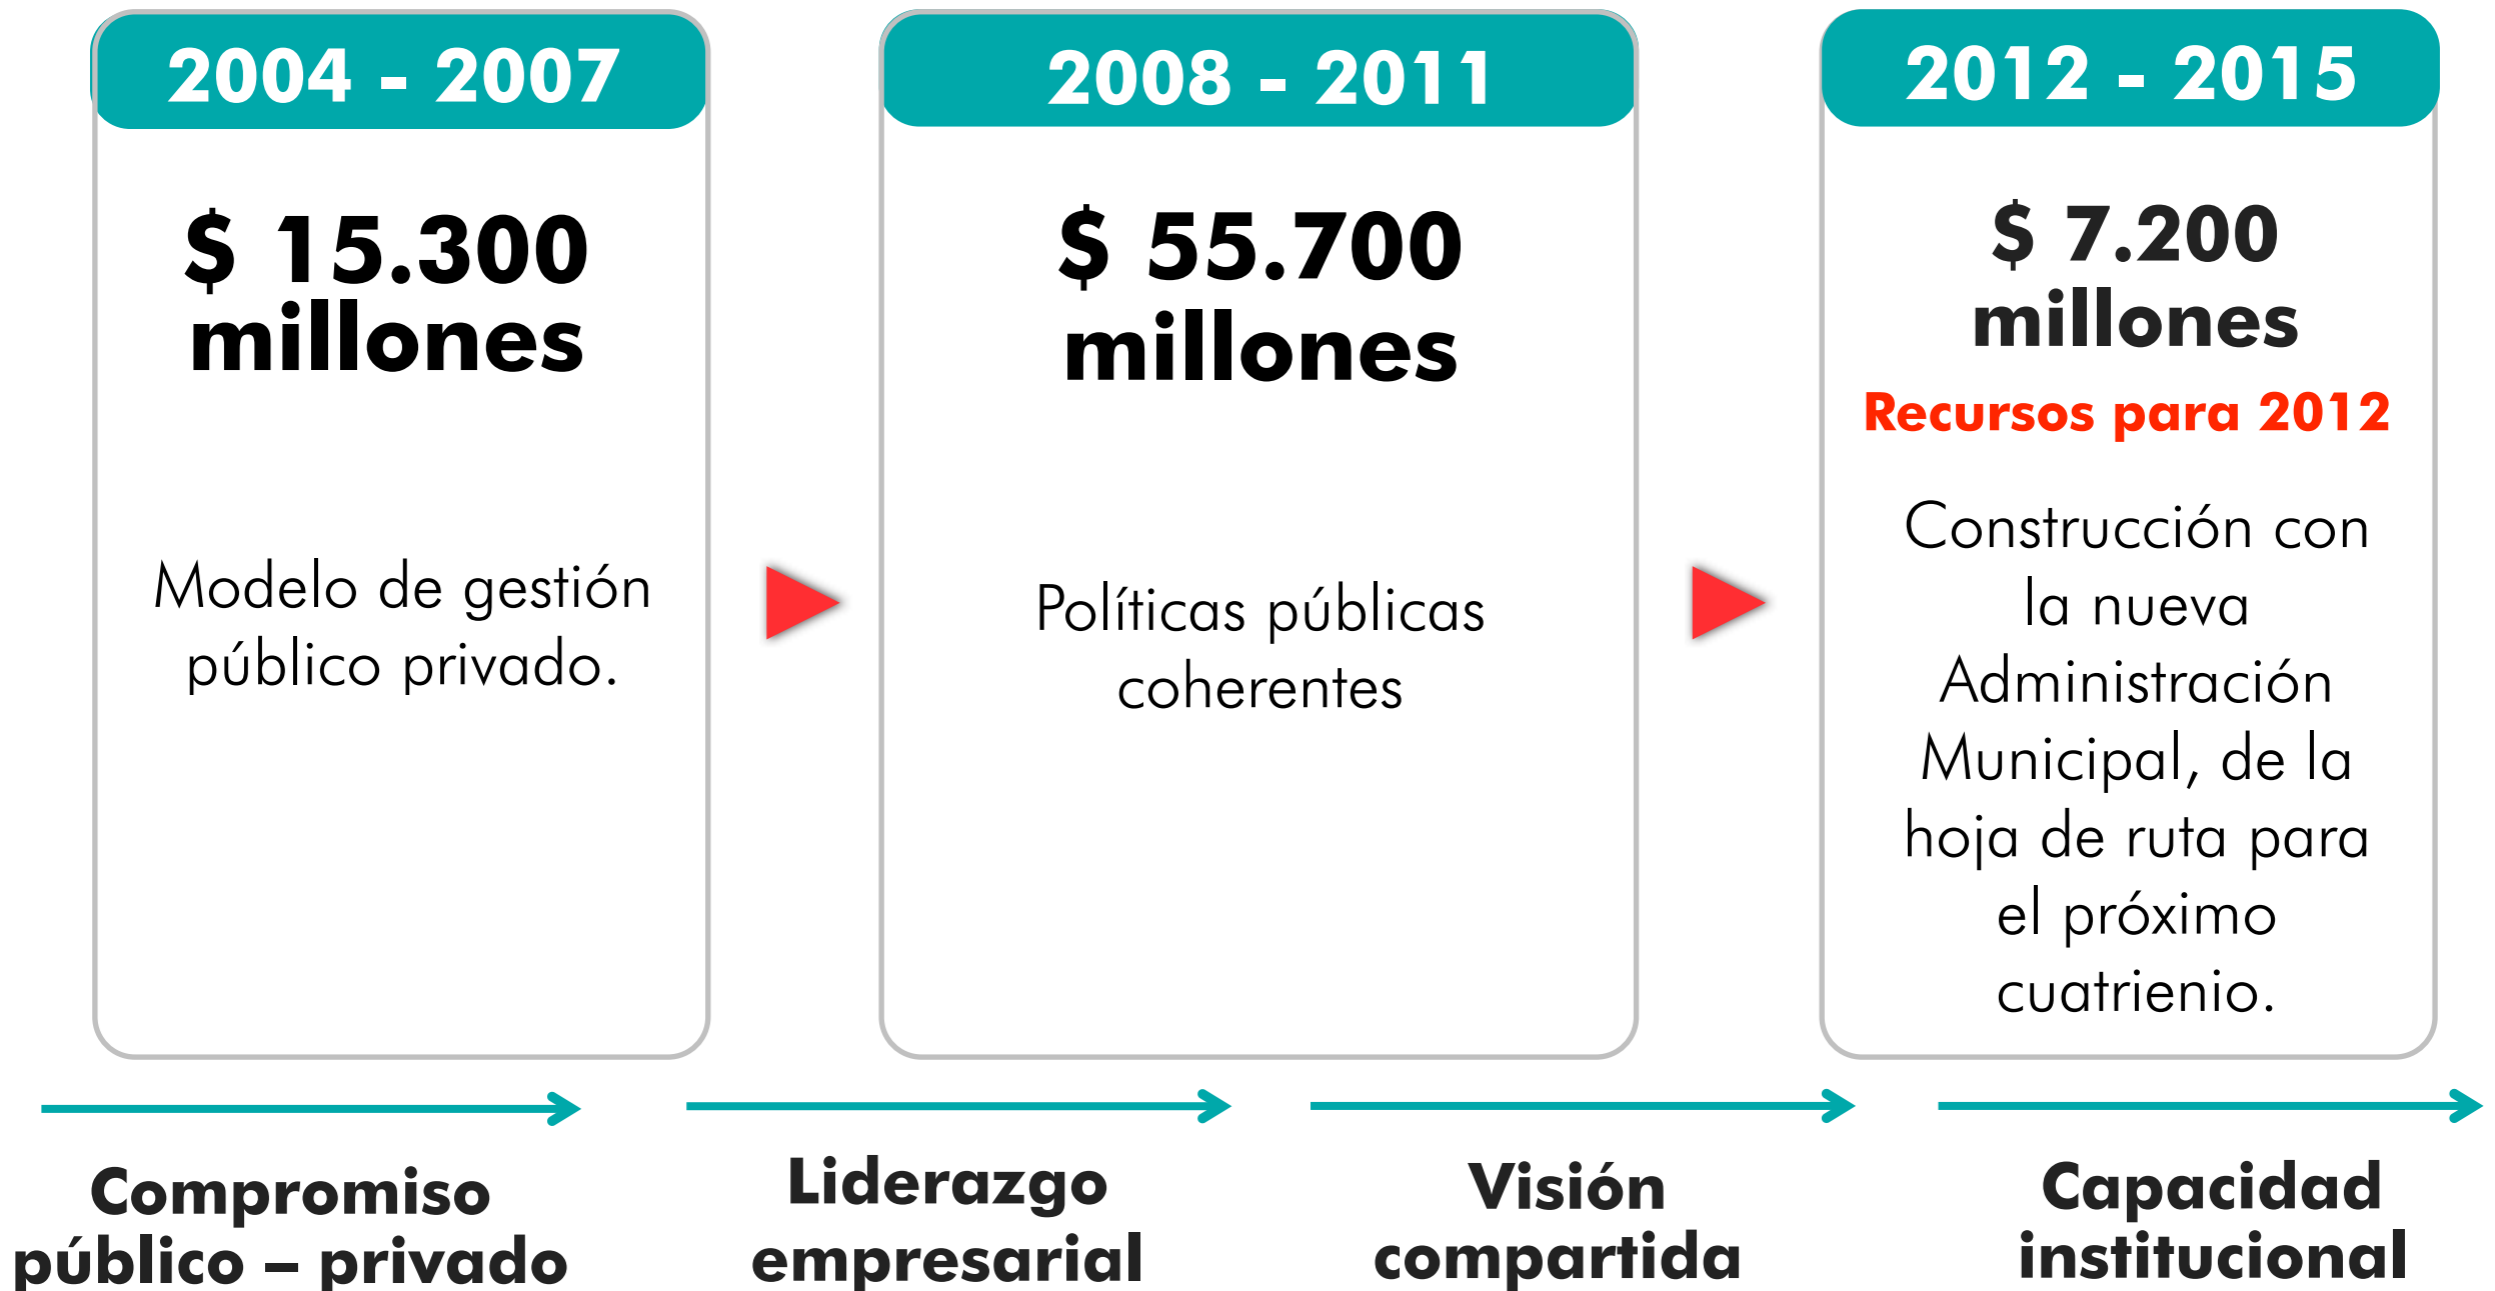 2004 - 2007
$ 15.300
millones
Modelo de gestión
público privado.
2008 - 2011
$ 55.700
millones
Políticas públicas
coherentes
2012 - 2015
$ 7.200
millones
Recursos para 2012
Construcción con
la nueva
Administración
Municipal, de la
hoja de ruta para
el próximo
cuatrienio.
Compromiso
público – privado
Liderazgo
empresarial
Visión
compartida
Capacidad
institucional